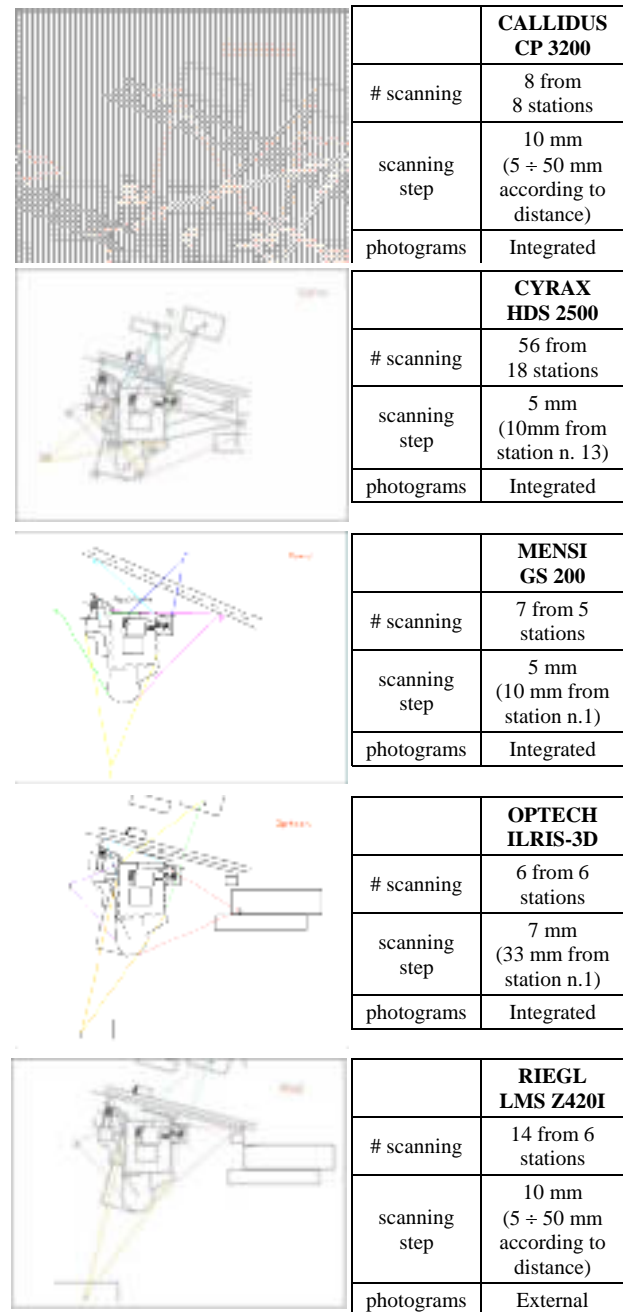 CALLIDUS
CP 3200
# scanning
8 from
8 stations
scanning
step
10 mm
(5 ÷ 50 mm
according to
distance)
photograms
Integrated
CYRAX
HDS 2500
# scanning
56 from
18 stations
scanning
step
5 mm
(10mm from
station n. 13)
photograms
Integrated
MENSI
GS 200
# scanning
7 from 5
stations
scanning
step
5 mm
(10 mm from
station n.1)
photograms
Integrated
OPTECH
ILRIS-3D
# scanning
6 from 6
stations
scanning
step
7 mm
(33 mm from
station n.1)
photograms
Integrated
RIEGL
LMS Z420I
# scanning
14 from 6
stations
scanning
step
10 mm
(5 ÷ 50 mm
according to
distance)
photograms
External